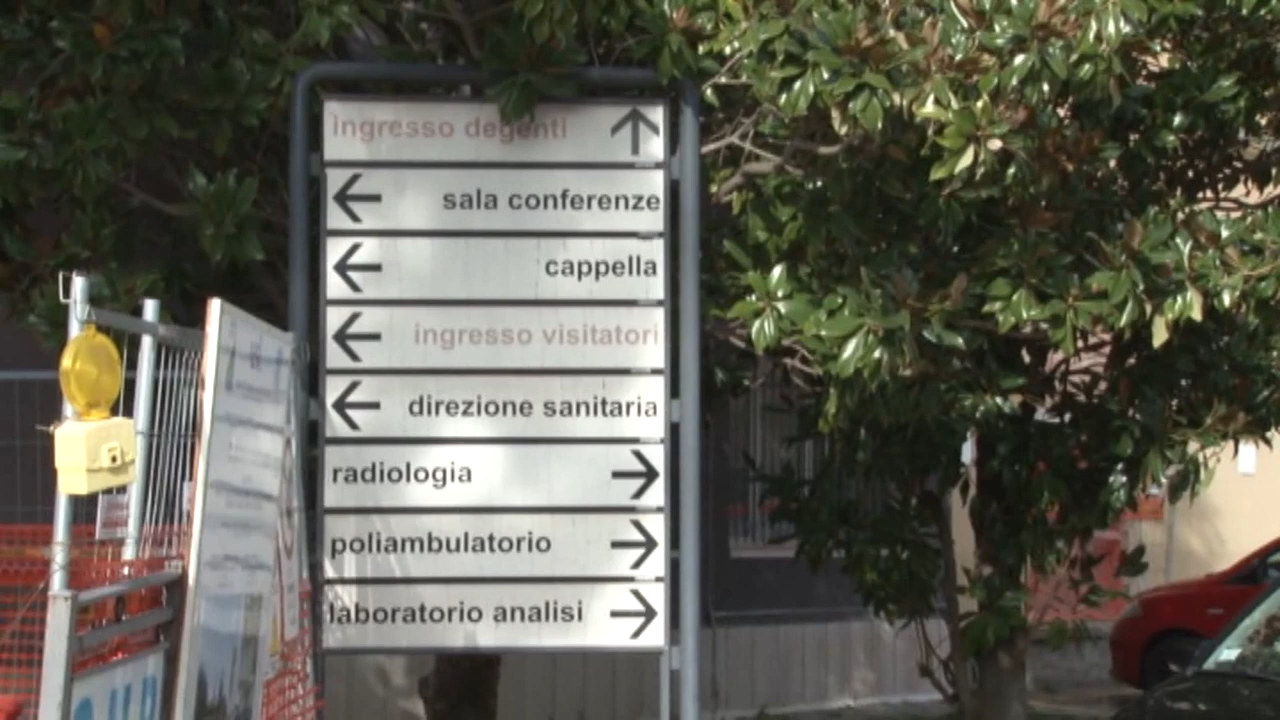 ingresso degenti
sala conferenze
cappella
ingresso visitatori
direzione sanitaria
radiologia
poliambulatorio
laboratorio analisi